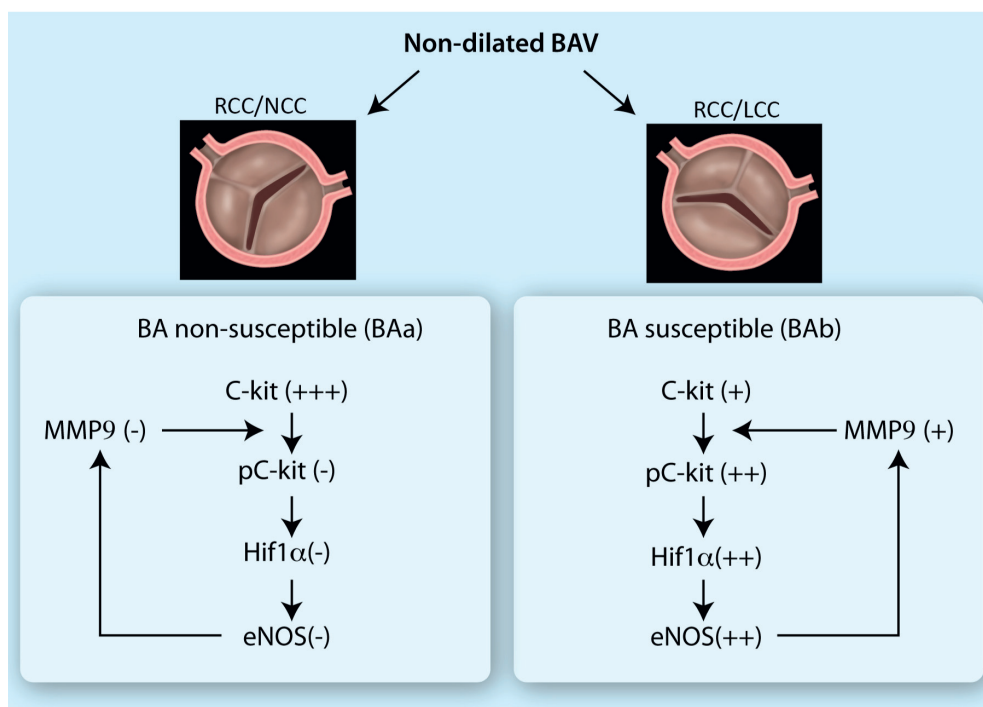 Non-dilated BAV
RCC/NCC
RCC/LCC
BA non-susceptible (BAa)
C-kit (+++)
MMP9 (-)
pC-kit (-)
Hif1α(-)
eNOS(-)
BA susceptible (BAb)
C-kit (+)
MMP9 (+)
pC-kit (++)
Hif1α(++)
eNOS(++)